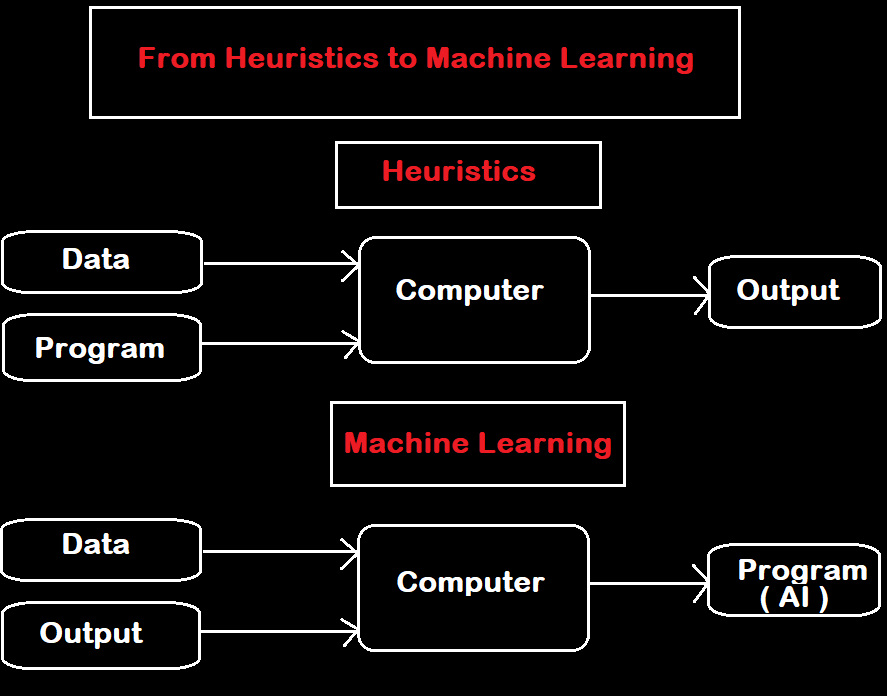 From Heuristics to Machine Learning
Heuristics
Data
Program
Computer
Output
Machine Learning
Data
Output
Computer
Program
( AI )